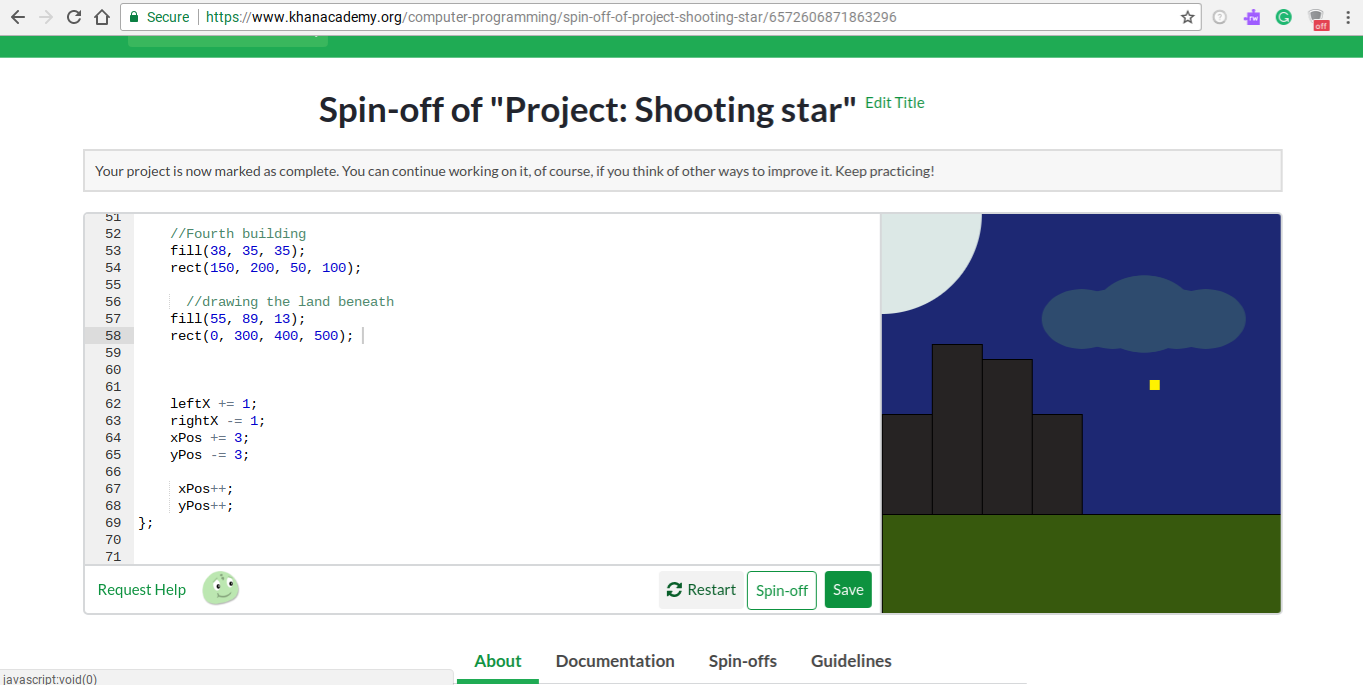 Secure https://www.khanacademy.org/computer-programming/spin-off-of-project-shooting-star/6572606871863296
off
Spin-off of "Project: Shooting star" Edit Title
Your project is now marked as complete. You can continue working on it, of course, if you think of other ways to improve it. Keep practicing!
51
52 //Fourth building
53 fill(38, 35, 35);
54 rect(150, 200, 50, 100);
55
56 //drawing the land beneath
57 fill(55, 89, 13);
58 rect(0, 300, 400, 500);
59
60
61
62 leftX += 1;
63 rightX -= 1;
64 xPos += 3;
65 yPos -= 3;
66
67 xPos++;
68 yPos++;
69 };
70
71
Request Help Restart Spin-off Save
About Documentation Spin-offs Guidelines
javascript:void(0)